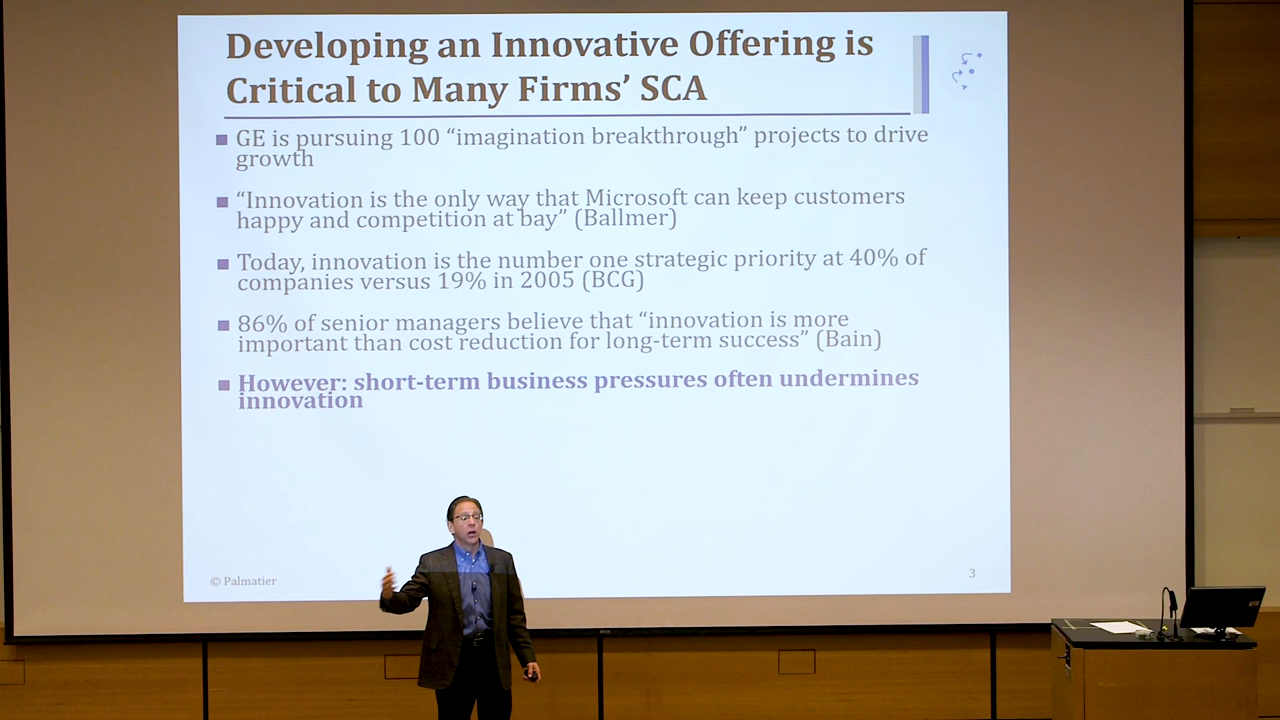 Developing an Innovative Offering is
Critical to Many Firms’ SCA
GE is pursuing 100 “imagination breakthrough” projects to drive
growth
“Innovation is the only way that Microsoft can keep customers
happy and competition at bay” (Ballmer)
Today, innovation is the number one strategic priority at 40% of
companies versus 19% in 2005 (BCG)
86% of senior managers believe that “innovation is more
important than cost reduction for long-term success” (Bain)
However: short-term business pressures often undermines
innovation
© Palmatier
3